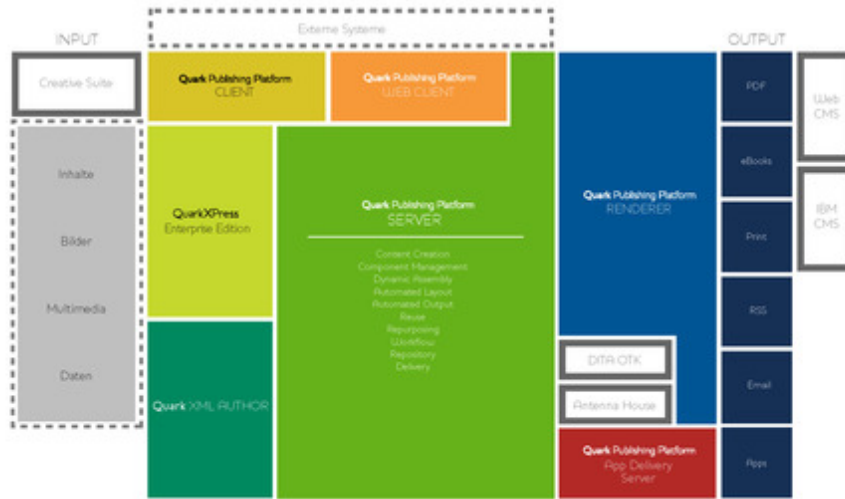 INPUT
Externe Systeme
OUTPUT
Creative Suite
Quark Publishing Platform
CLIENT
Quark Publishing Platform
WEB CLIENT
PDF
Web
CMS
Inhalte
Bilder
Multimedia
Daten
QuarkXPress
Enterprise Edition
Quark XML AUTHOR
Quark Publishing Platform
SERVER
Content Creation
Component Management
Dynamic Assembly
Automated Layout
Automated Output
Reuse
Repurposing
Workflow
Repository
Delivery
Quark Publishing Platform
RENDERER
DITA OTK
Antenna House
Quark Publishing Platform
App Delivery
Server
eBooks
Print
RSS
Email
Apps
IBM
CMS